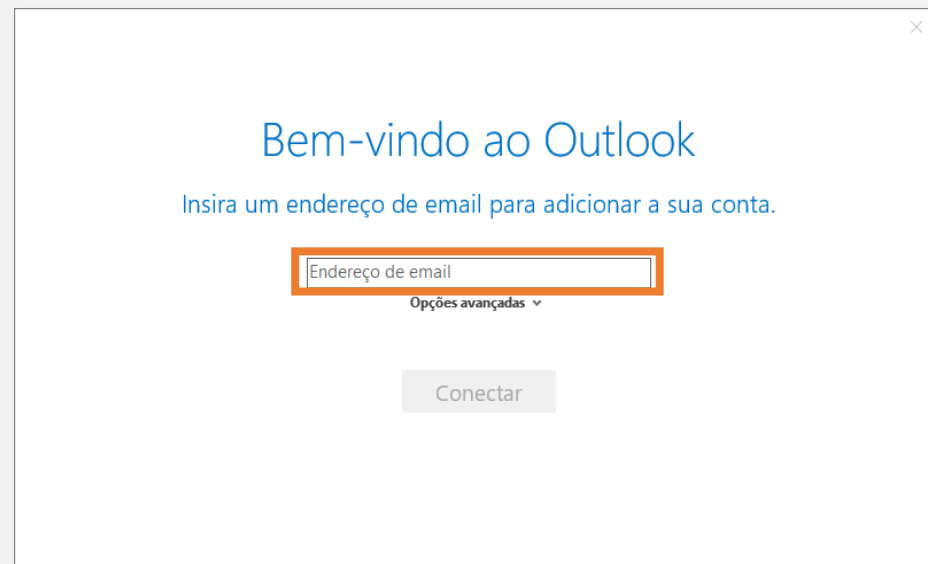 Bem-vindo ao Outlook
Insira um endereço de email para adicionar a sua conta.
Endereço de email
Opções avançadas
Conectar